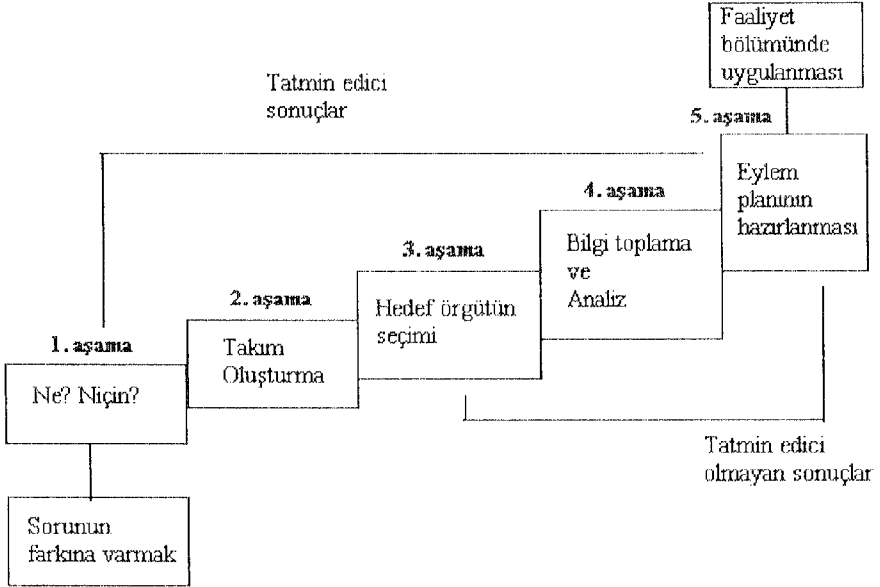 Faaliyet
bölümünde
uygulanması
Tatmin edici
sonuçlar
5. aşama
Eylem
planının
hazırlanması
4. aşama
Bilgi toplama
ve
Analiz
3. aşama
Hedef örgütün
seçimi
2. aşama
Takım
Oluşturma
1. aşama
Ne? Niçin?
Tatmin edici
olmayan sonuçlar
Sorunun
farkına varmak